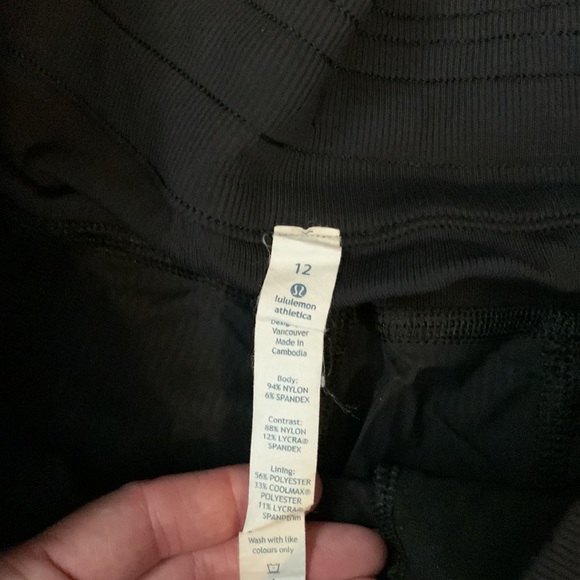 12
lululemon
athletica
Vancouver
Made in
Cambodia
Body:
94% NYLON
6% SPANDEX
Contrast:
88% NYLON
12% LYCRA®
SPANDEX
Lining:
56% POLYESTER
33% COOLMAX®
POLYESTER
11% LYCRA®
SPANDEX
Wash with like
colours only